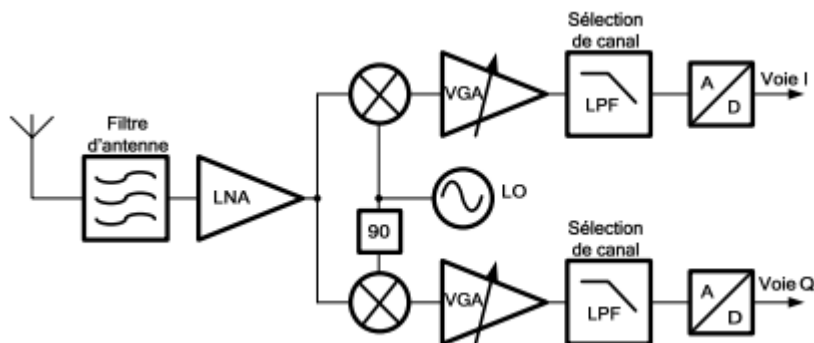 Sélection
de canal
VGA
LPF
A
D
Voie I
Filtre
d'antenne
LNA
LO
90
Sélection
de canal
VGA
LPF
A
D
Voie Q